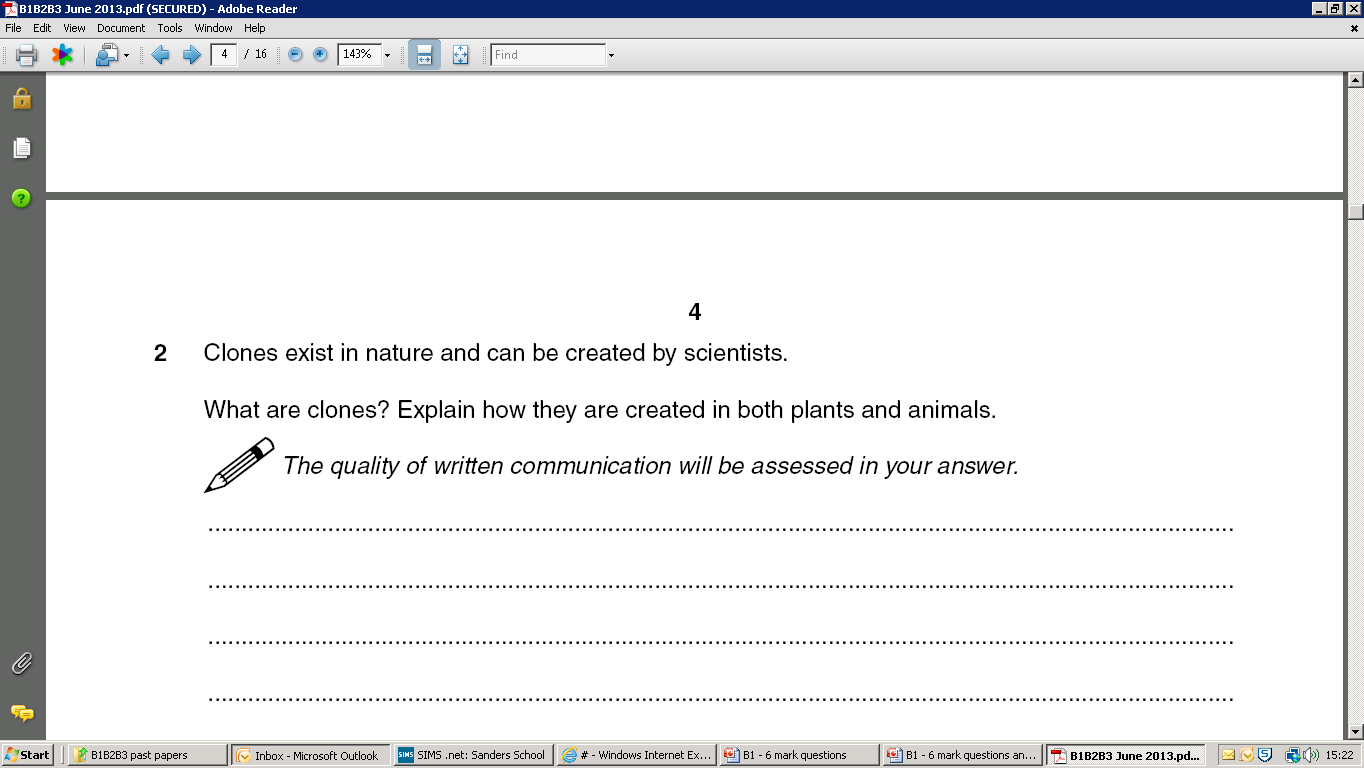 B1B2B3 June 2013.pdf (SECURED) - Adobe Reader
File Edit View Document Tools Window Help
4 / 16 143% Find
4
2 Clones exist in nature and can be created by scientists.
What are clones? Explain how they are created in both plants and animals.
The quality of written communication will be assessed in your answer.
Start B1B2B3 past papers Inbox - Microsoft Outlook SIMS SIMS .net: Sanders School # - Windows Internet Ex... B1 - 6 mark questions B1 - 6 mark questions an... B1B2B3 June 2013.pd... 15:22